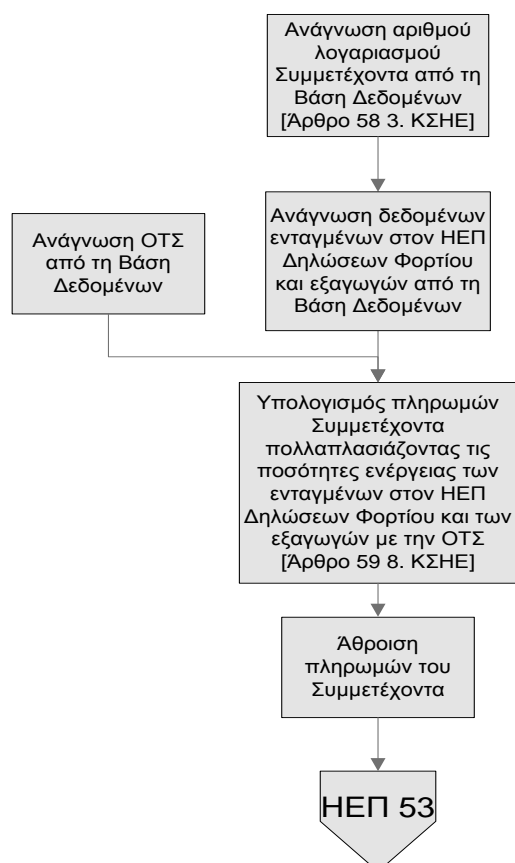 Ανάγνωση αριθμού
λογαριασμού
Συμμετέχοντα από τη
Βάση Δεδομένων
[Άρθρο 58 3. ΚΣΗΕ]
Ανάγνωση ΟΤΣ
από τη Βάση
Δεδομένων
Ανάγνωση δεδομένων
ενταγμένων στον ΗΕΠ
Δηλώσεων Φορτίου
και εξαγωγών από τη
Βάση Δεδομένων
Υπολογισμός πληρωμών
Συμμετέχοντα
πολλαπλασιάζοντας τις
ποσότητες ενέργειας των
ενταγμένων στον ΗΕΠ
Δηλώσεων Φορτίου και των
εξαγωγών με την ΟΤΣ
[Άρθρο 59 8. ΚΣΗΕ]
Άθροιση
πληρωμών του
Συμμετέχοντα
ΗΕΠ 53